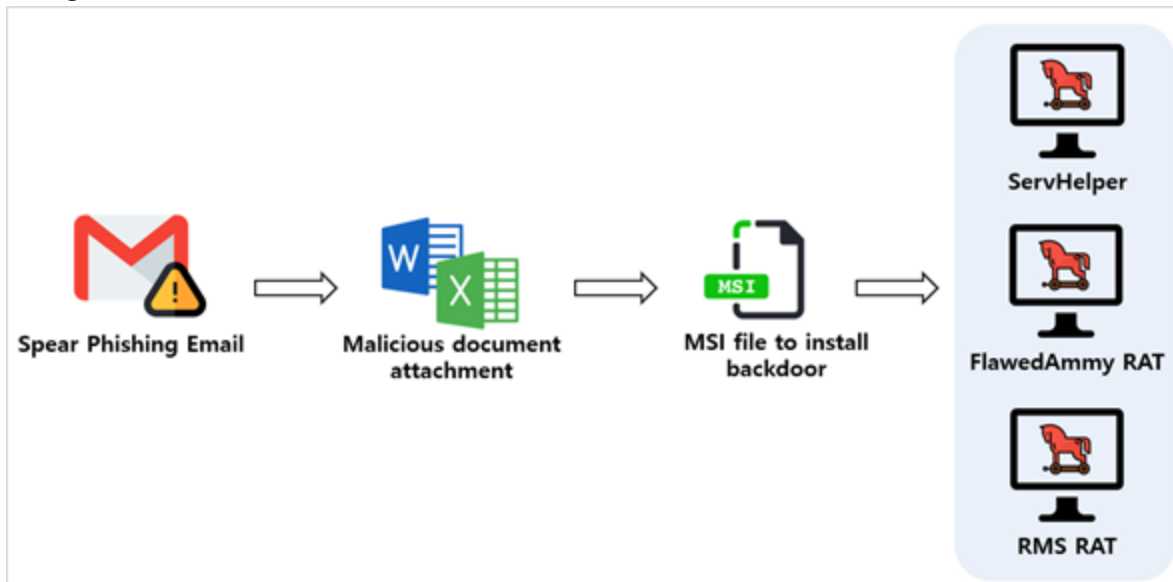 Spear Phishing Email
W
X
Malicious document
attachment
MSI
MSI file to install
backdoor
ServHelper
FlawedAmmy RAT
RMS RAT